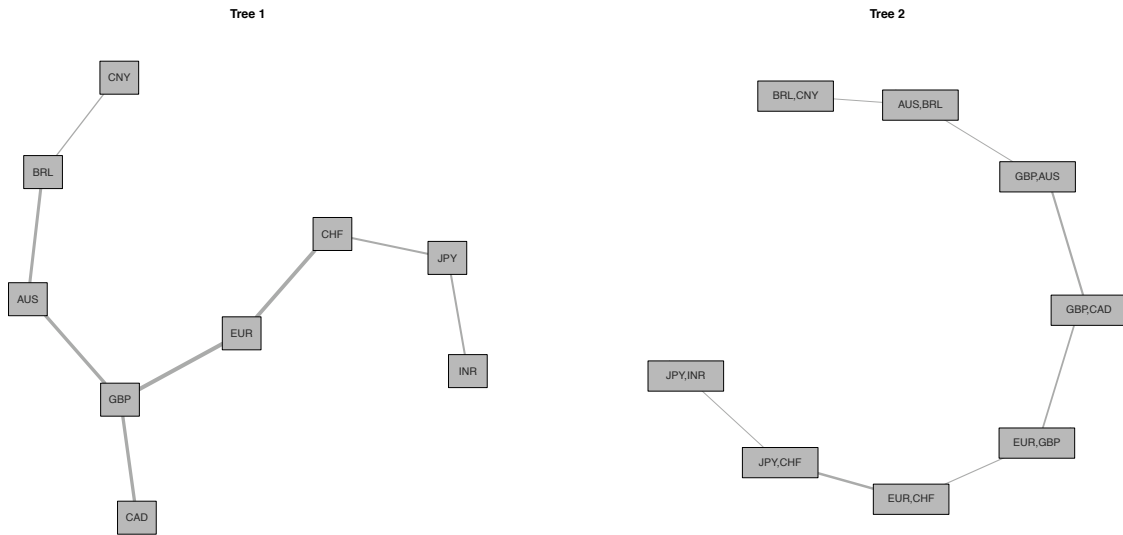 Tree 1
CNY
BRL
CHF
JPY
AUS
EUR
INR
GBP
CAD
Tree 2
BRL,CNY
AUS,BRL
GBP,AUS
GBP,CAD
JPY,INR
EUR,GBP
JPY,CHF
EUR,CHF